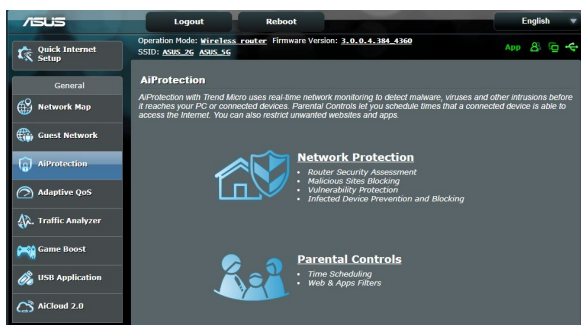 ASUS
Logout
Reboot
English
Quick Internet Setup
Operation Mode: Wireless router Firmware Version: 3.0.0.4.384_4360
SSID: ASUS_2G ASUS_5G
App
General
Network Map
Guest Network
AiProtection
Adaptive QoS
Traffic Analyzer
Game Boost
USB Application
AiCloud 2.0
AiProtection
AiProtection with Trend Micro uses real-time network monitoring to detect malware, viruses and other intrusions before
it reaches your PC or connected devices. Parental Controls let you schedule times that a connected device is able to
access the Internet. You can also restrict unwanted websites and apps.
Network Protection
• Router Security Assessment
• Malicious Sites Blocking
• Vulnerability Protection
• Infected Device Prevention and Blocking
Parental Controls
• Time Scheduling
• Web & Apps Filters